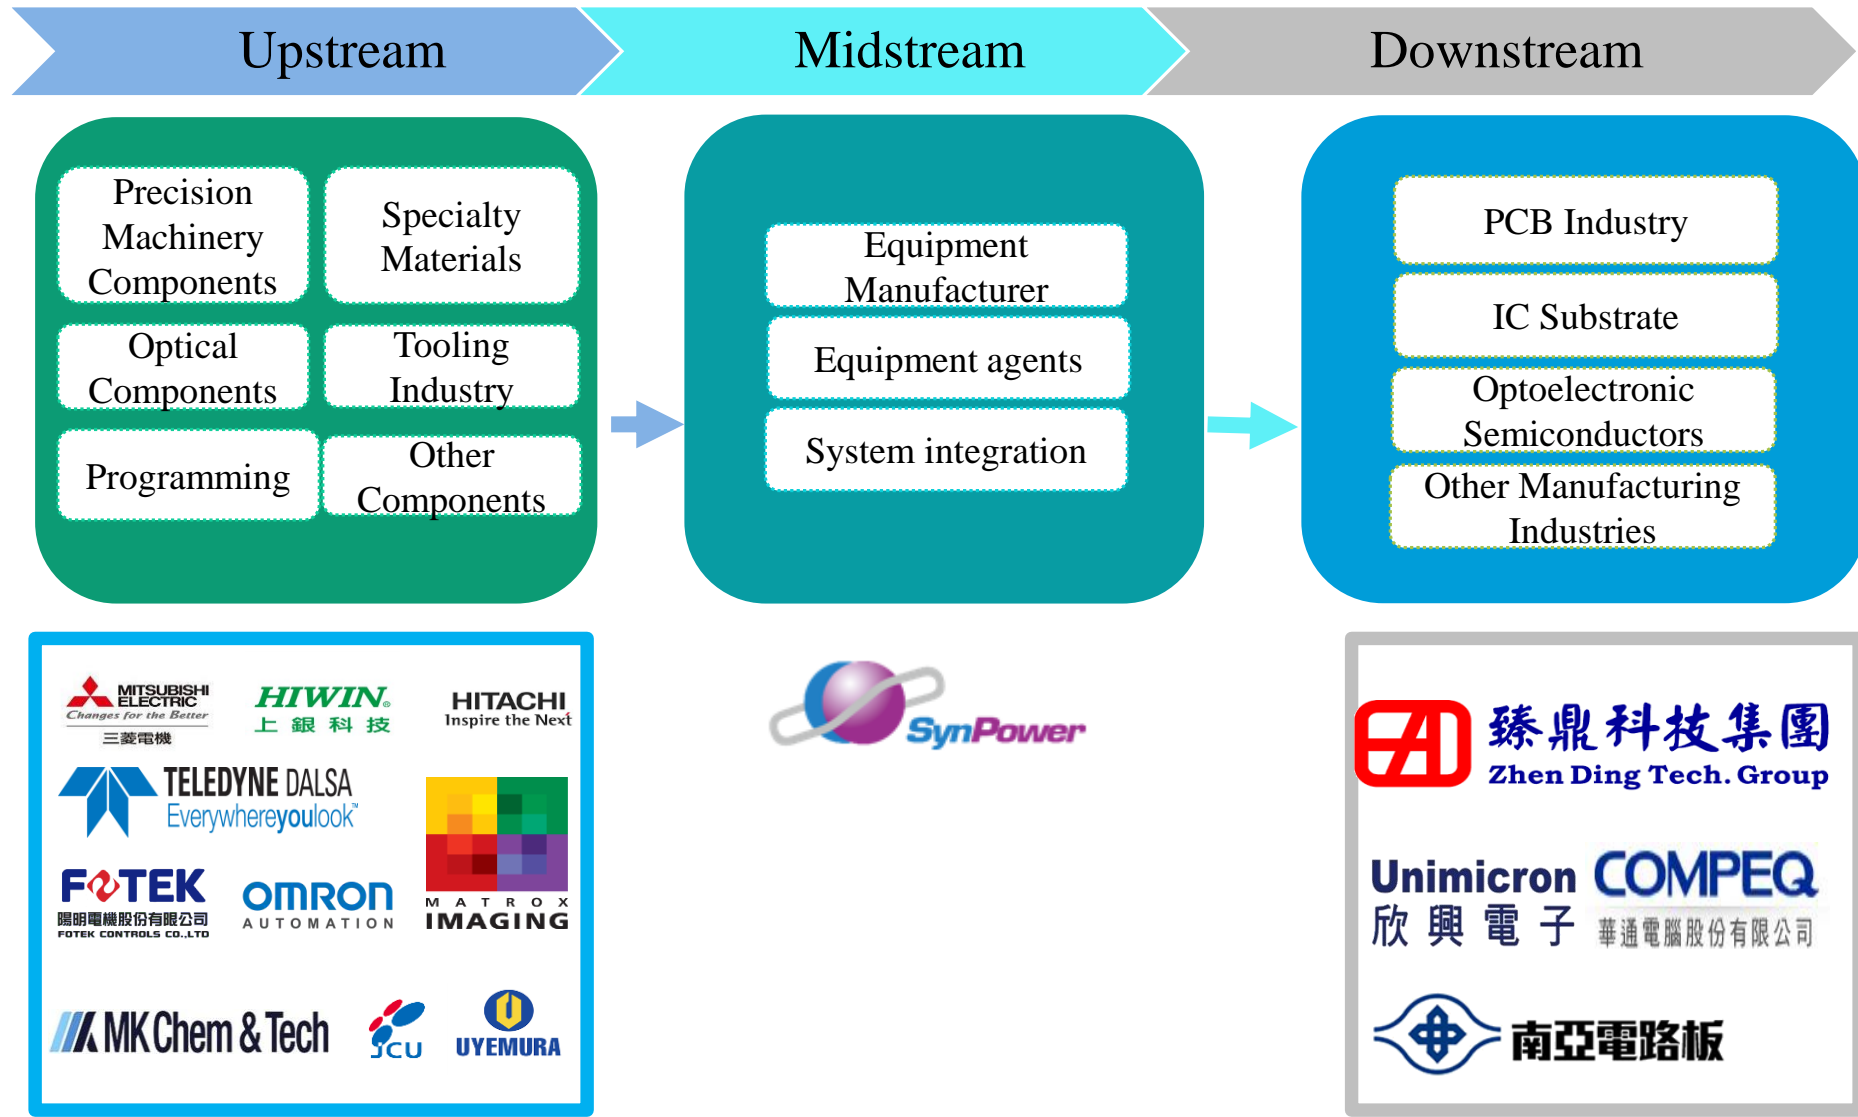 Upstream
Midstream
Downstream
Precision
Machinery
Components
Specialty
Materials
Optical
Components
Tooling
Industry
Programming
Other
Components
Equipment
Manufacturer
Equipment agents
System integration
PCB Industry
IC Substrate
Optoelectronic
Semiconductors
Other Manufacturing
Industries
MITSUBISHI
ELECTRIC
Changes for the Better
三菱電機
HIWIN®
上銀科技
HITACHI
Inspire the Next
TELEDYNE DALSA
Everywhereyoulook™
FOTEK
陽明電機股份有限公司
FOTEK CONTROLS CO.,LTD
OMRON
AUTOMATION
MATROX
IMAGING
MK Chem & Tech
JCU
UYEMURA
SynPower
臻鼎科技集團
Zhen Ding Tech. Group
Unimicron
欣興電子
COMPEQ
華通電腦股份有限公司
南亞電路板